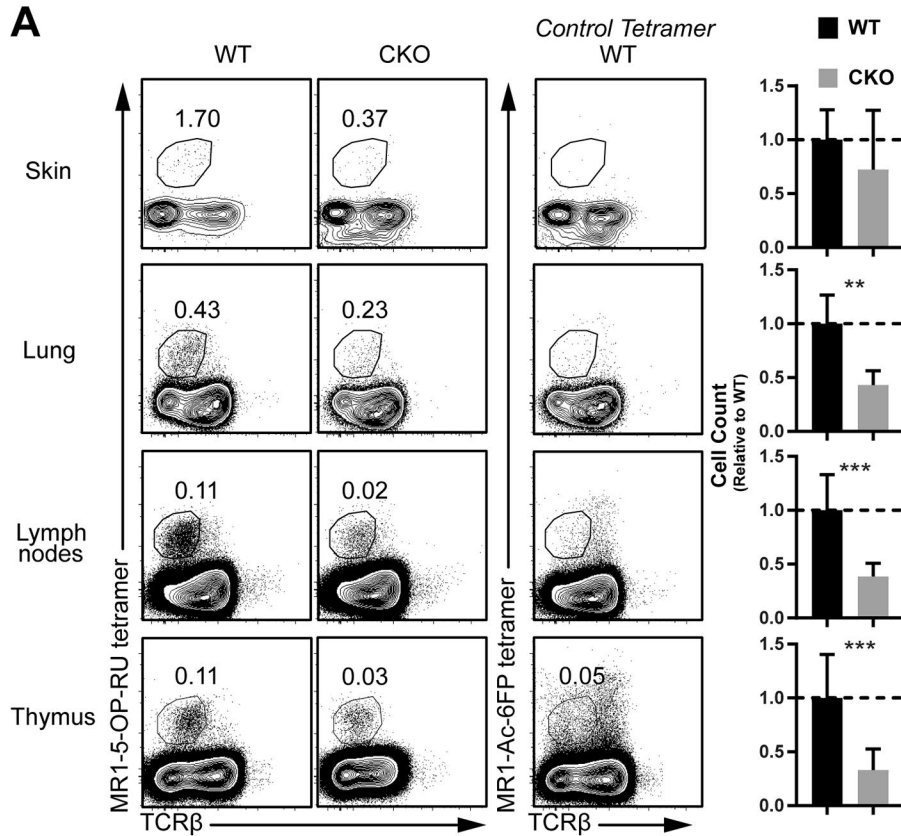 A
Control Tetramer
WT
CKO
WT
WT
CKO
Skin
1.70
0.37
1.5
1.0
0.5
0.0
Lung
0.43
0.23
**
1.5
1.0
0.5
0.0
Lymph
nodes
0.11
0.02
***
1.5
1.0
0.5
0.0
Thymus
0.11
0.03
0.05
***
1.5
1.0
0.5
0.0
MR1-5-OP-RU tetramer
MR1-Ac-6FP tetramer
Cell Count
(Relative to WT)
TCRβ
TCRβ